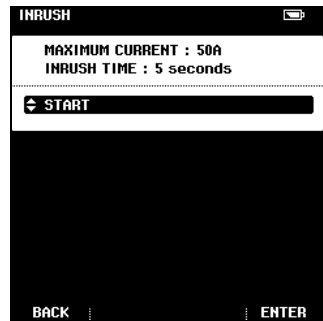 INRUSH
MAXIMUM CURRENT : 50A
INRUSH TIME : 5 seconds
START
BACK
ENTER